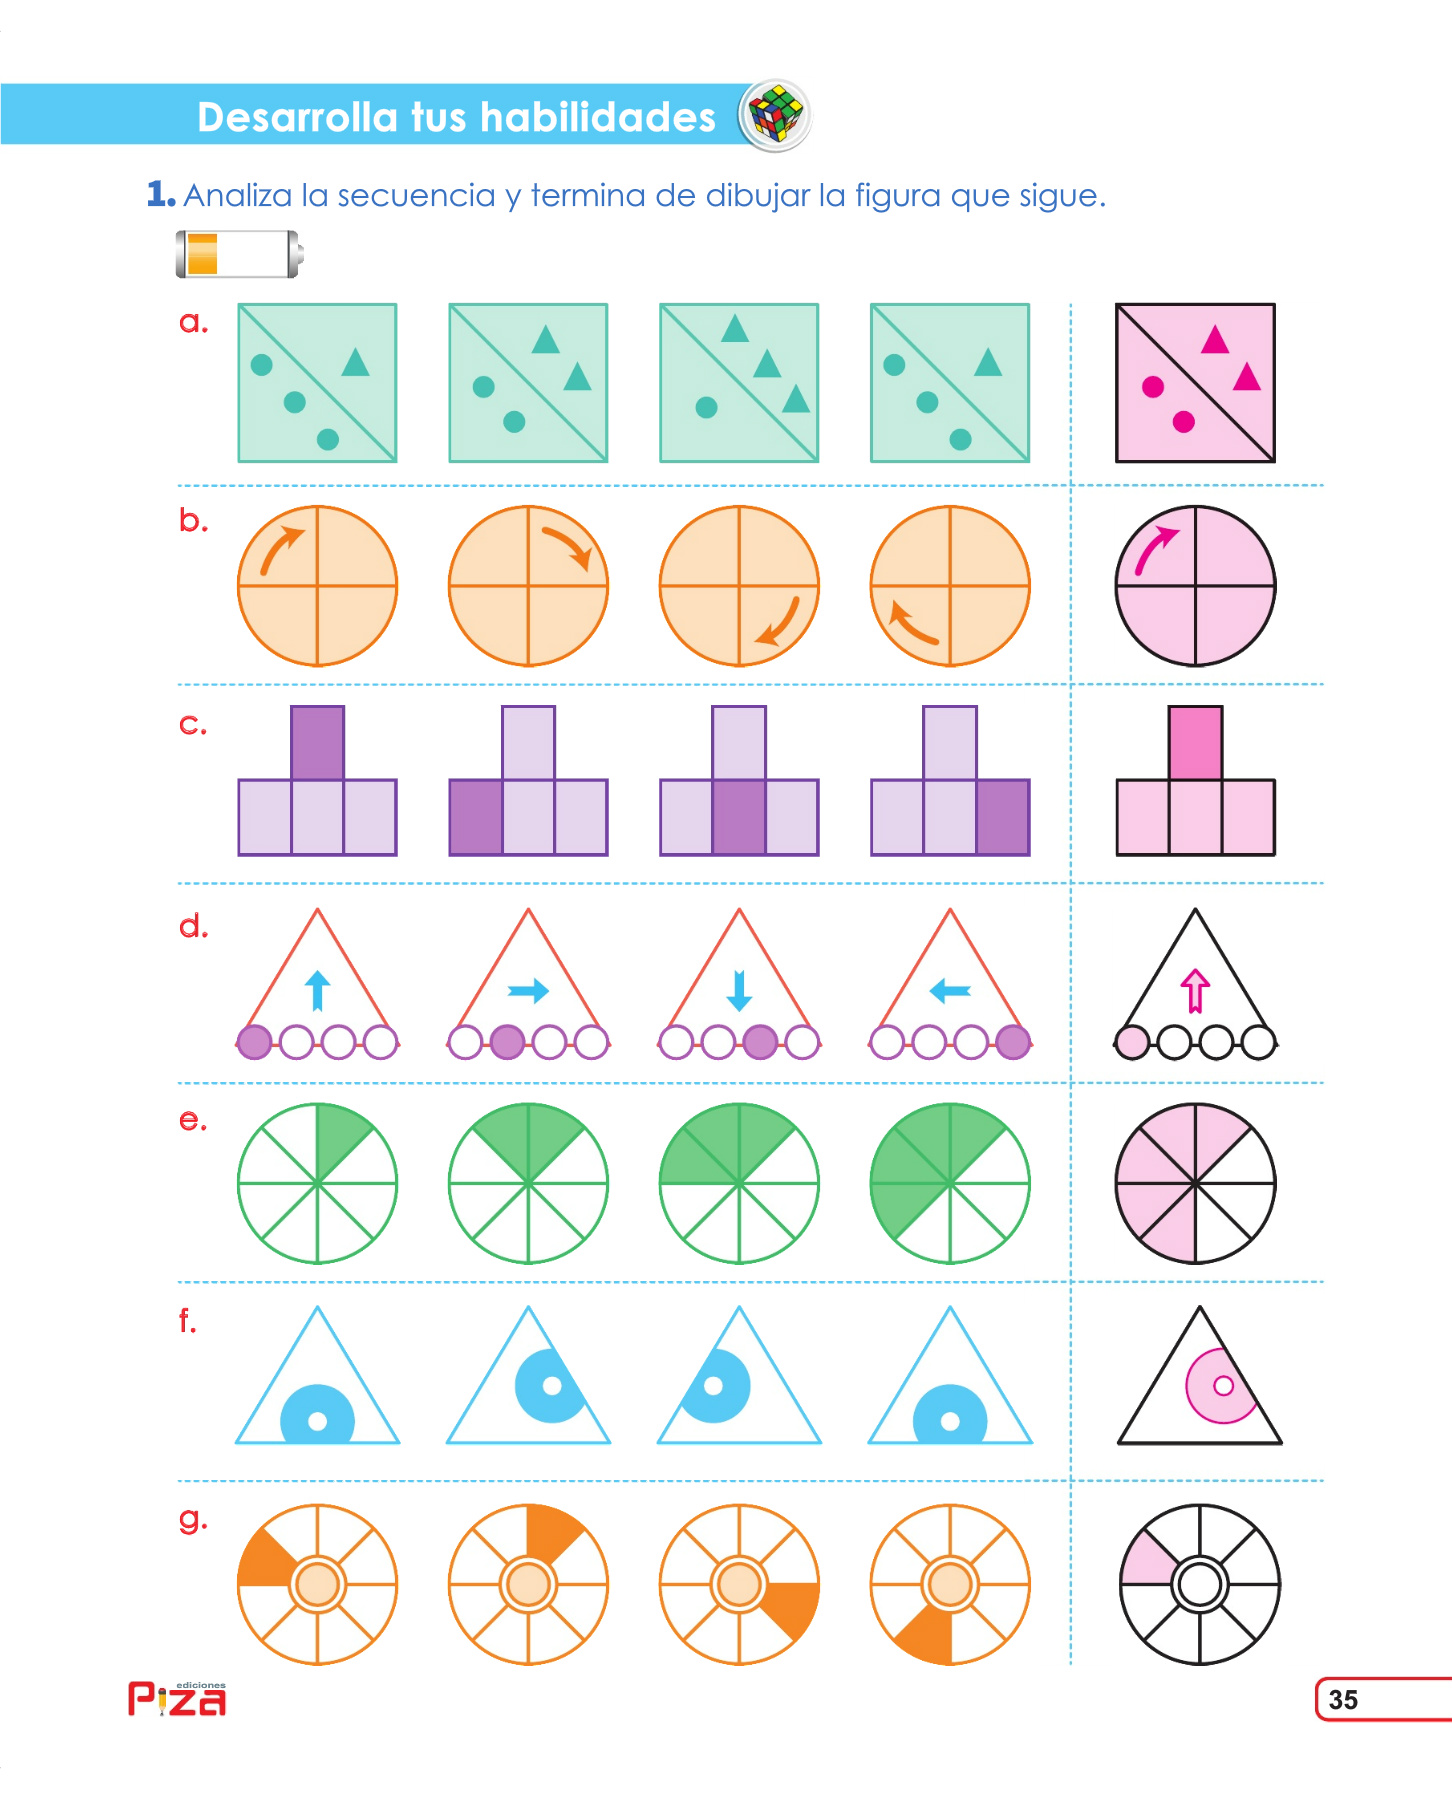 Desarrolla tus habilidades
1. Analiza la secuencia y termina de dibujar la figura que sigue.
a.
b.
c.
d.
e.
f.
g.
ediciones
Piza
35